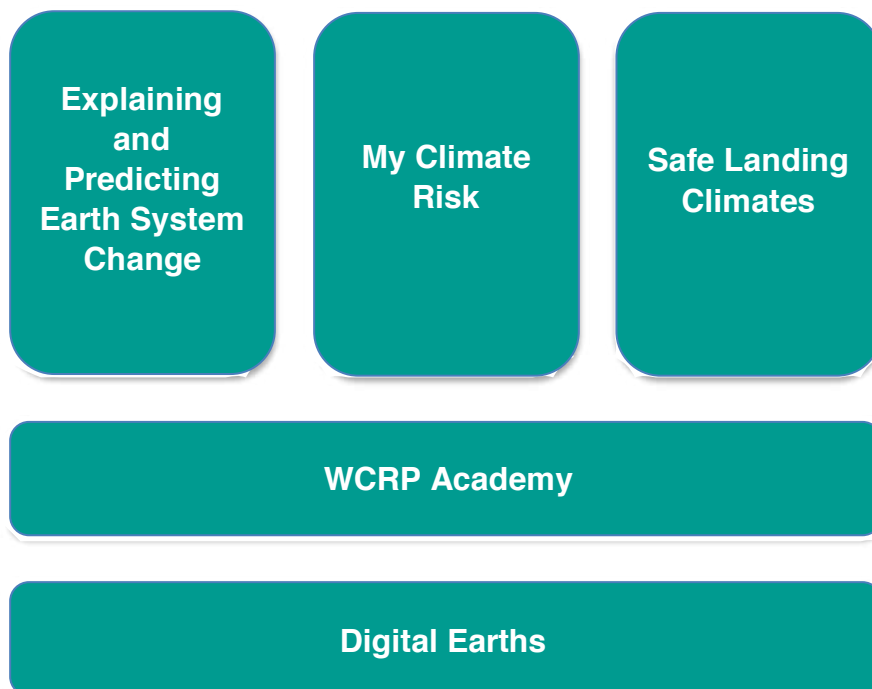 Explaining
and
Predicting
Earth System
Change
My Climate
Risk
Safe Landing
Climates
WCRP Academy
Digital Earths